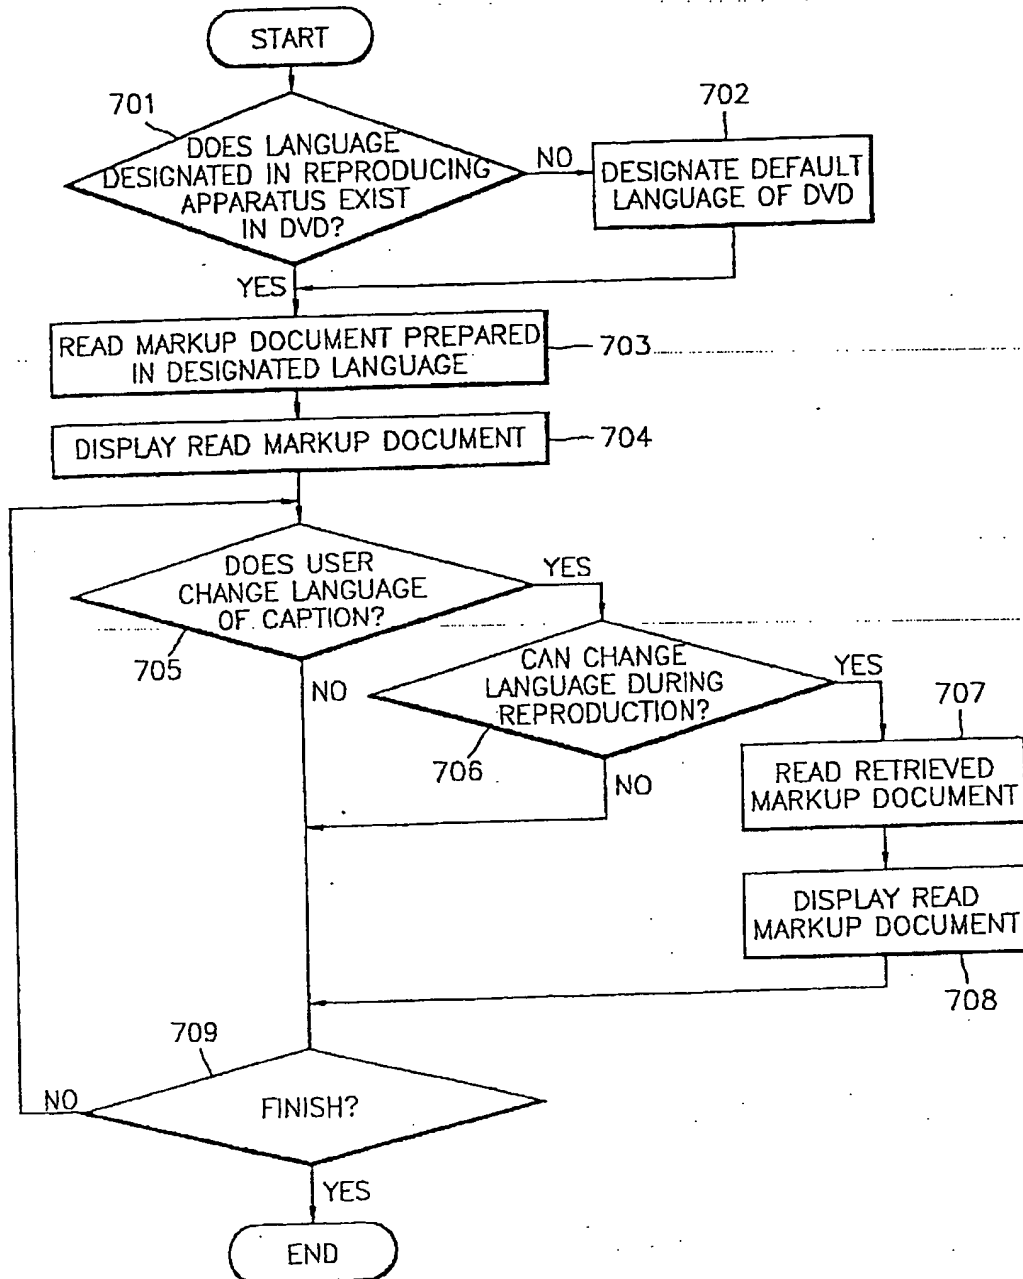 START
701
DOES LANGUAGE
DESIGNATED IN REPRODUCING
APPARATUS EXIST
IN DVD?
NO
702
DESIGNATE DEFAULT
LANGUAGE OF DVD
YES
READ MARKUP DOCUMENT PREPARED
IN DESIGNATED LANGUAGE
703
DISPLAY READ MARKUP DOCUMENT
704
DOES USER
CHANGE LANGUAGE
OF CAPTION?
YES
705
NO
CAN CHANGE
LANGUAGE DURING
REPRODUCTION?
YES
706
NO
707
READ RETRIEVED
MARKUP DOCUMENT
DISPLAY READ
MARKUP DOCUMENT
708
709
FINISH?
NO
YES
END